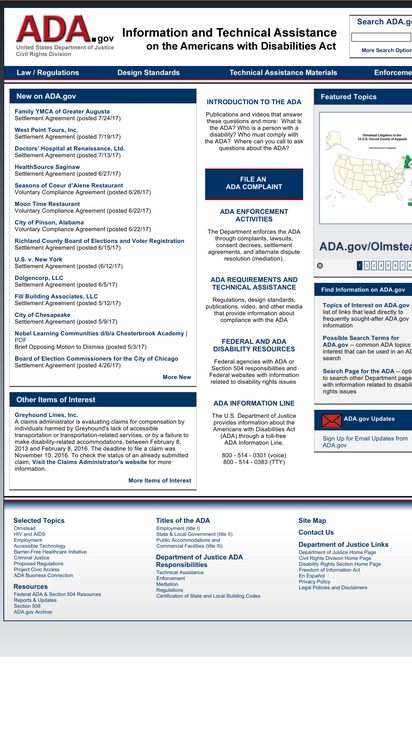 ADA.gov
United States Department of Justice
Civil Rights Division
Information and Technical Assistance
on the Americans with Disabilities Act
Search ADA.g
More Search Option
Law / Regulations
Design Standards
Technical Assistance Materials
Enforceme
New on ADA.gov
Family YMCA of Greater Augusta
Settlement Agreement (posted 7/24/17)
West Point Tours, Inc.
Settlement Agreement (posted 7/19/17)
Doctors' Hospital at Renaissance, Ltd.
Settlement Agreement (posted 7/13/17)
HealthSource Saginaw
Settlement Agreement (posted 6/27/17)
Seasons of Coeur d'Alene Restaurant
Voluntary Compliance Agreement (posted 6/26/17)
Moon Time Restaurant
Voluntary Compliance Agreement (posted 6/22/17)
City of Pinson, Alabama
Voluntary Compliance Agreement (posted 6/22/17)
Richland County Board of Elections and Voter Registration
Settlement Agreement (posted 6/15/17)
U.S. v. New York
Settlement Agreement (6/12/17)
Dolgencorp, LLC
Settlement Agreement (posted 6/5/17)
Fill Building Associates, LLC
Settlement Agreement (posted 5/12/17)
City of Chesapeake
Settlement Agreement (posted 5/9/17)
Nobel Learning Communities d/b/a Chesterbrook Academy |
PDF
Brief Opposing Motion to Dismiss (posted 5/3/17)
Board of Election Commissioners for the City of Chicago
Settlement Agreement (posted 4/26/17)
More New
Other Items of Interest
Greyhound Lines, Inc.
A claims administrator is evaluating claims for compensation by
individuals harmed by Greyhound's lack of accessible
transportation or transportation-related services, or by a failure to
make disability-related accommodations, between February 8,
2013 and February 8, 2016. The deadline to file a claim was
November 10, 2016. To check the status of an already submitted
claim, Visit the Claims Administrator's website for more
information.
More Items of Interest
INTRODUCTION TO THE ADA
Publications and videos that answer
these questions and more: What is
the ADA? Who is a person with a
disability? Who must comply with
the ADA? Where can you call to ask
questions about the ADA?
FILE AN
ADA COMPLAINT
ADA ENFORCEMENT
ACTIVITIES
The Department enforces the ADA
through complaints, lawsuits,
consent decrees, settlement
agreements, and alternate dispute
resolution (mediation).
ADA REQUIREMENTS AND
TECHNICAL ASSISTANCE
Regulations, design standards,
publications, video, and other media
that provide information about
compliance with the ADA
FEDERAL AND ADA
DISABILITY RESOURCES
Federal agencies with ADA or
Section 504 responsibilities and
Federal websites with information
related to disability rights issues
ADA INFORMATION LINE
The U.S. Department of Justice
provides information about the
Americans with Disabilities Act
(ADA) through a toll-free
ADA Information Line.
800 - 514 - 0301 (voice)
800 - 514 - 0383 (TTY)
Featured Topics
Olmstead Litigation in the
12 U.S. Circuit Courts of Appeals
ADA.gov/Olmstea
1 2 3 4 5 6 7 8
Find Information on ADA.gov
Topics of Interest on ADA.gov
list of links that lead directly to
frequently sought-after ADA.gov
information
Possible Search Terms for
ADA.gov -- common ADA topics
interest that can be used in an AD
search
Search Page for the ADA -- opti
to search other Department page
with information related to disabil
rights issues
ADA.gov Updates
Sign Up for Email Updates from
ADA.gov
Selected Topics
Olmstead
HIV and AIDS
Employment
Accessible Technology
Barrier-Free Healthcare Initiative
Criminal Justice
Proposed Regulations
Project Civic Access
ADA Business Connection
Resources
Federal ADA & Section 504 Resources
Reports & Updates
Section 508
ADA.gov Archive
Titles of the ADA
Employment (title I)
State & Local Government (title II)
Public Accommodations and
Commercial Facilities (title III)
Department of Justice ADA
Responsibilities
Technical Assistance
Enforcement
Mediation
Regulations
Certification of State and Local Building Codes
Site Map
Contact Us
Department of Justice Links
Department of Justice Home Page
Civil Rights Division Home Page
Disability Rights Section Home Page
Freedom of Information Act
En Español
Privacy Policy
Legal Policies and Disclaimers